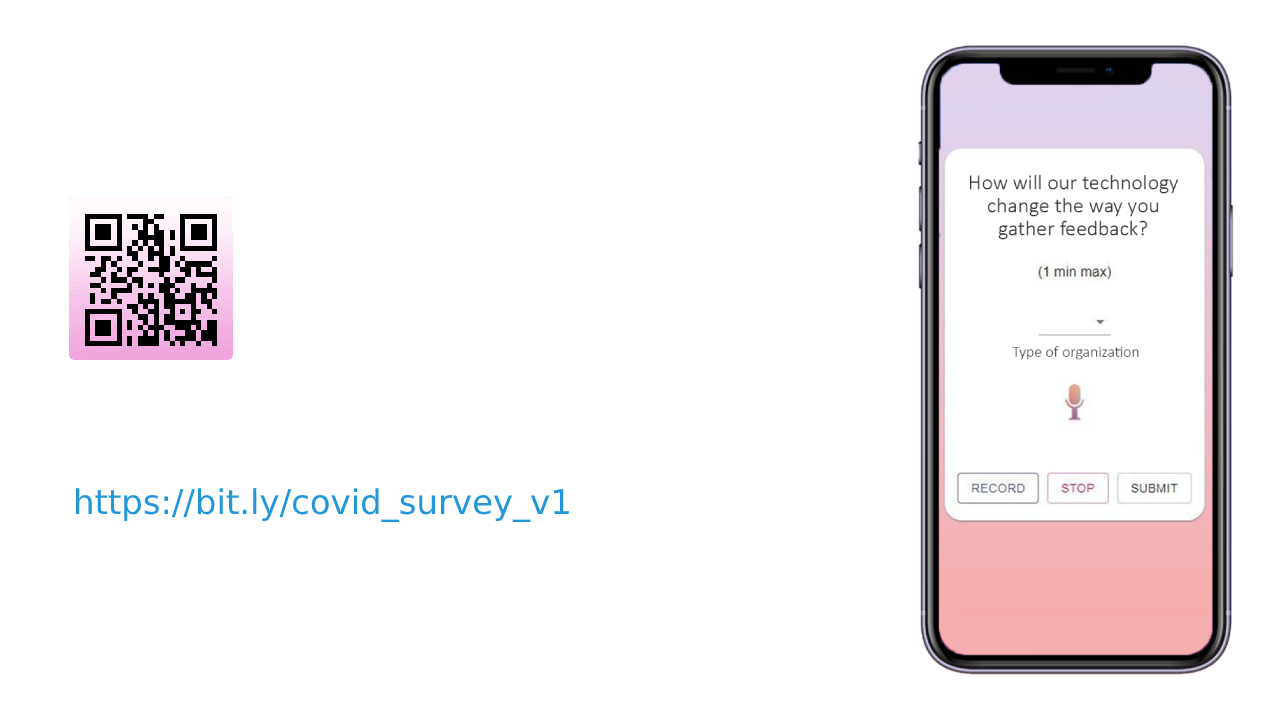 https://bit.ly/covid_survey_v1
How will our technology
change the way you
gather feedback?
(1 min max)
Type of organization
RECORD
STOP
SUBMIT